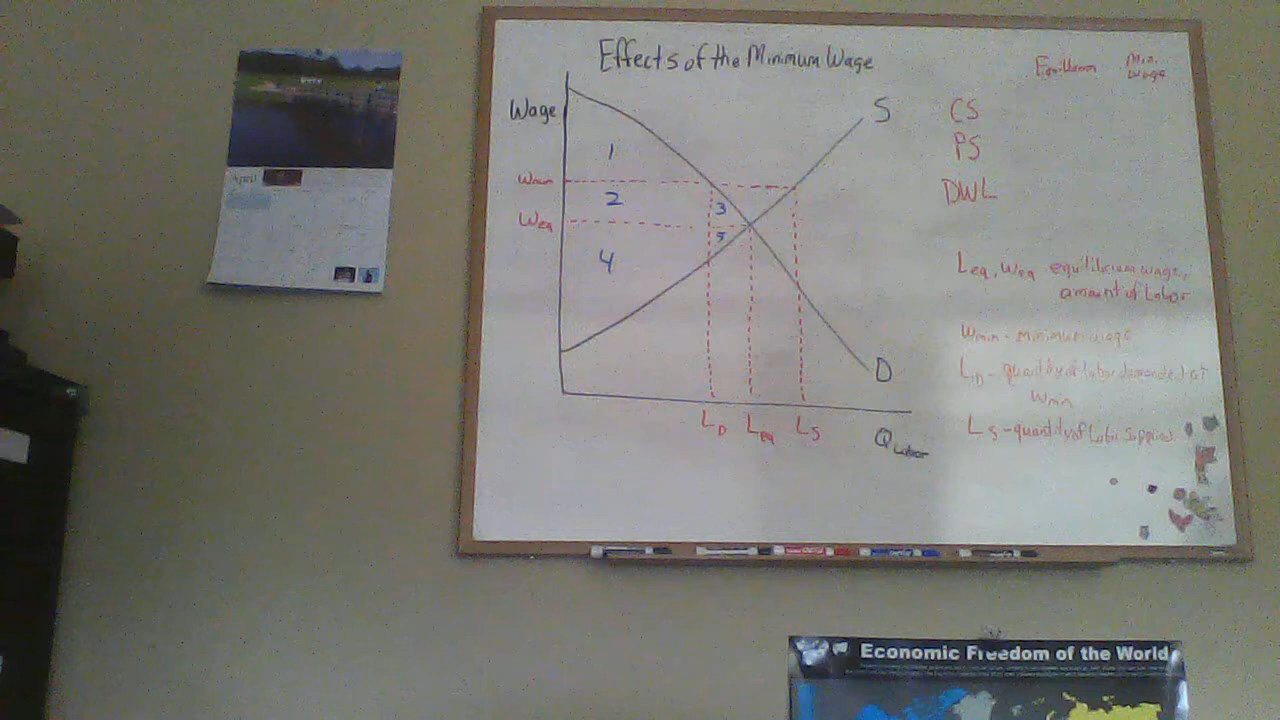 Effects of the Minimum Wage
Equilibrium Min. Wage
Wage
S
CS
PS
DWL
1
Wmin
2
3
Weq
5
4
Leq, Weq equilibrium wage,
amount of Labor
Wmin - minimum wage
LD - quantity of labor demanded at
Wmin
LS - quantity of labor supplied
D
LD Leq LS
QLabor
April
Economic Freedom of the World